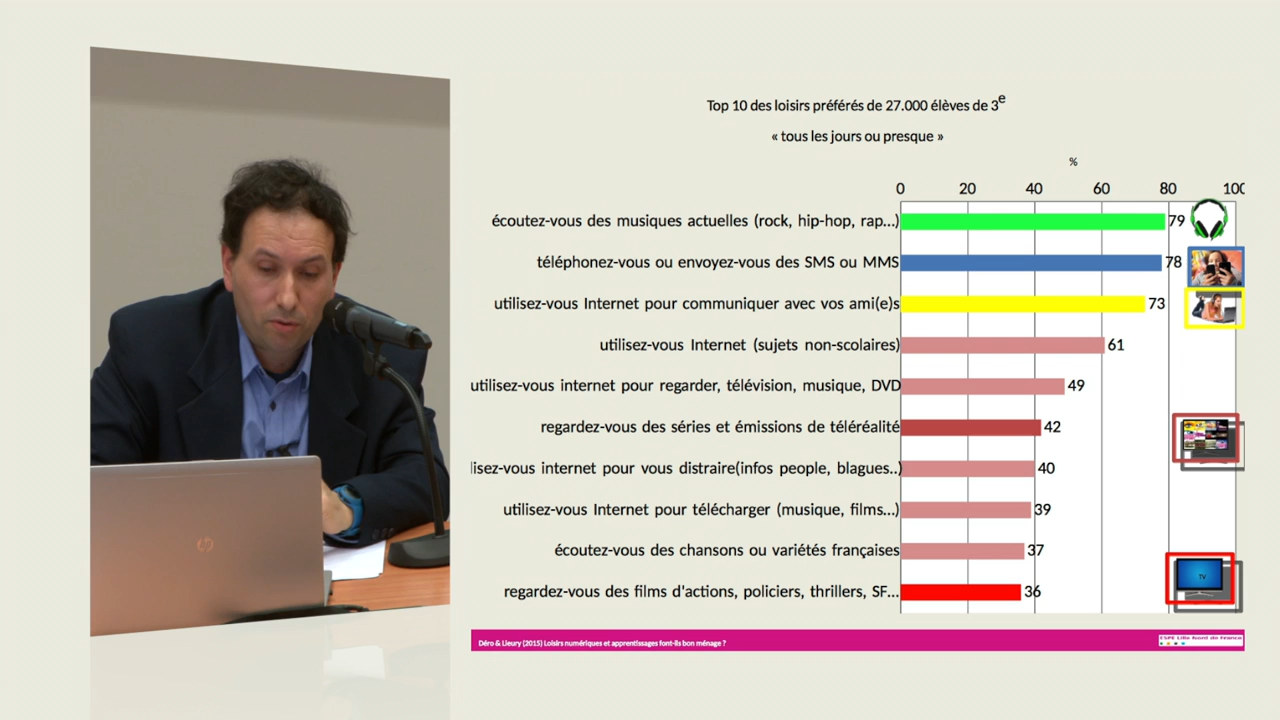 Top 10 des loisirs préférés de 27.000 élèves de 3e
« tous les jours ou presque »
%
0 20 40 60 80 100
écoutez-vous des musiques actuelles (rock, hip-hop, rap...) 79
téléphonez-vous ou envoyez-vous des SMS ou MMS 78
utilisez-vous Internet pour communiquer avec vos ami(e)s 73
utilisez-vous Internet (sujets non-scolaires) 61
utilisez-vous internet pour regarder, télévision, musique, DVD 49
regardez-vous des séries et émissions de téléréalité 42
lisez-vous internet pour vous distraire(infos people, blagues..) 40
utilisez-vous Internet pour télécharger (musique, films...) 39
écoutez-vous des chansons ou variétés françaises 37
regardez-vous des films d'actions, policiers, thrillers, SF... 36
TV
hp
Déro & Lieury (2015) Loisirs numériques et apprentissages font-ils bon ménage ?
ESPE Lille Nord de France